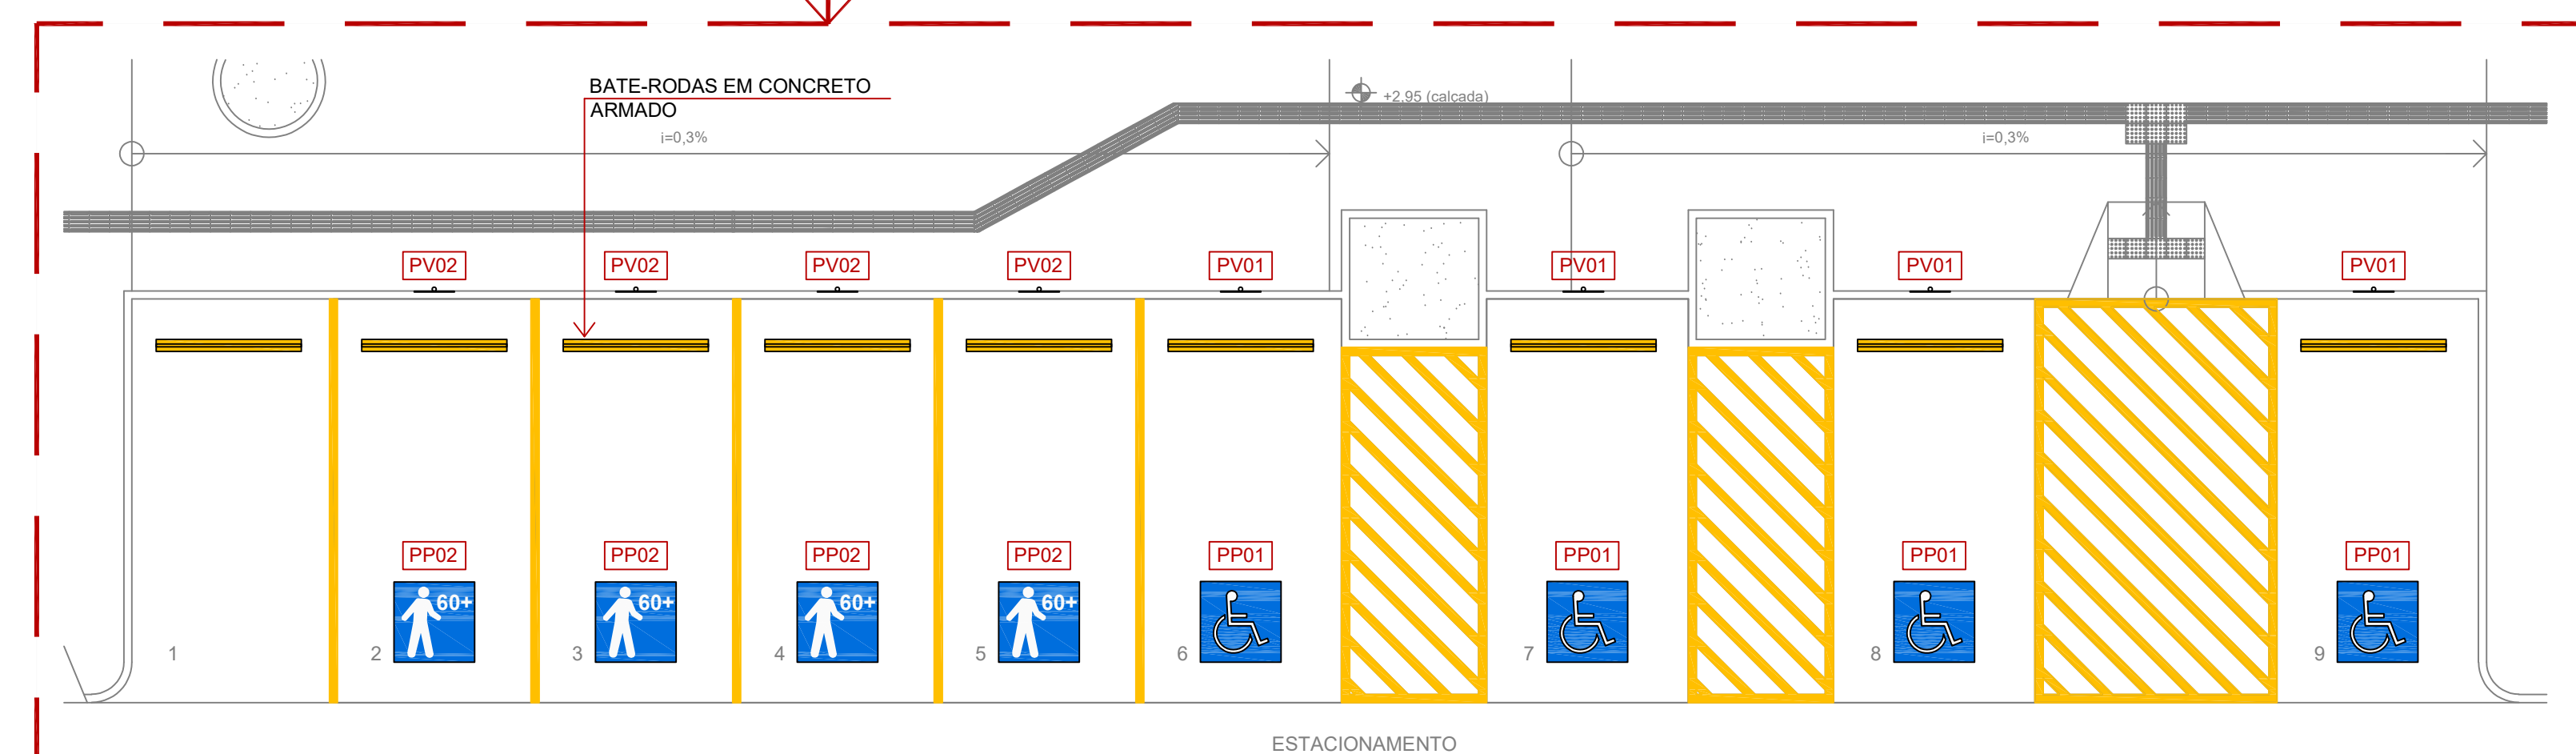 BATE-RODAS EM CONCRETO
ARMADO
+2,95 (calçada)
i=0,3%
i=0,3%
PV02
PV02
PV02
PV02
PV01
PV01
PV01
PV01
PP02
PP02
PP02
PP02
PP01
PP01
PP01
PP01
60+
60+
60+
60+
1
2
3
4
5
6
7
8
9
ESTACIONAMENTO